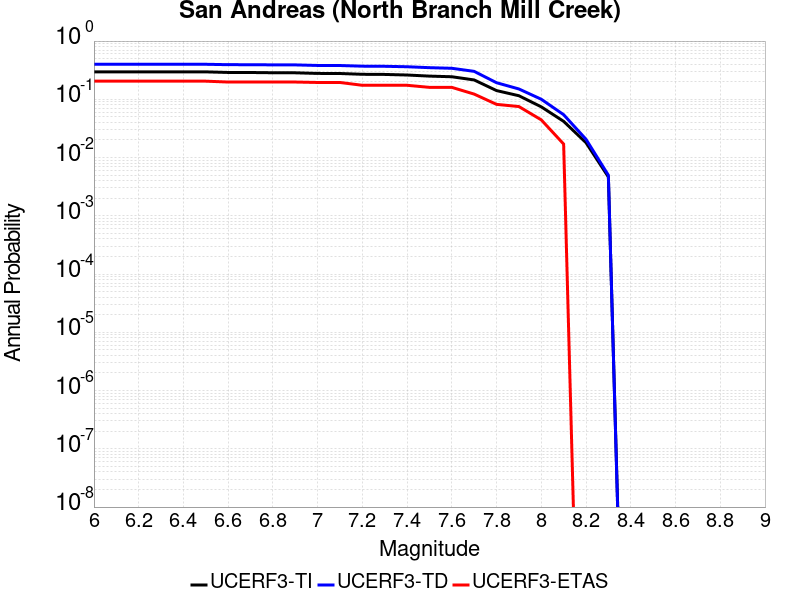 San Andreas (North Branch Mill Creek)
10^0
10^-1
10^-2
10^-3
10^-4
10^-5
10^-6
10^-7
10^-8
Annual Probability
6 6.2 6.4 6.6 6.8 7 7.2 7.4 7.6 7.8 8 8.2 8.4 8.6 8.8 9
Magnitude
UCERF3-TI UCERF3-TD UCERF3-ETAS